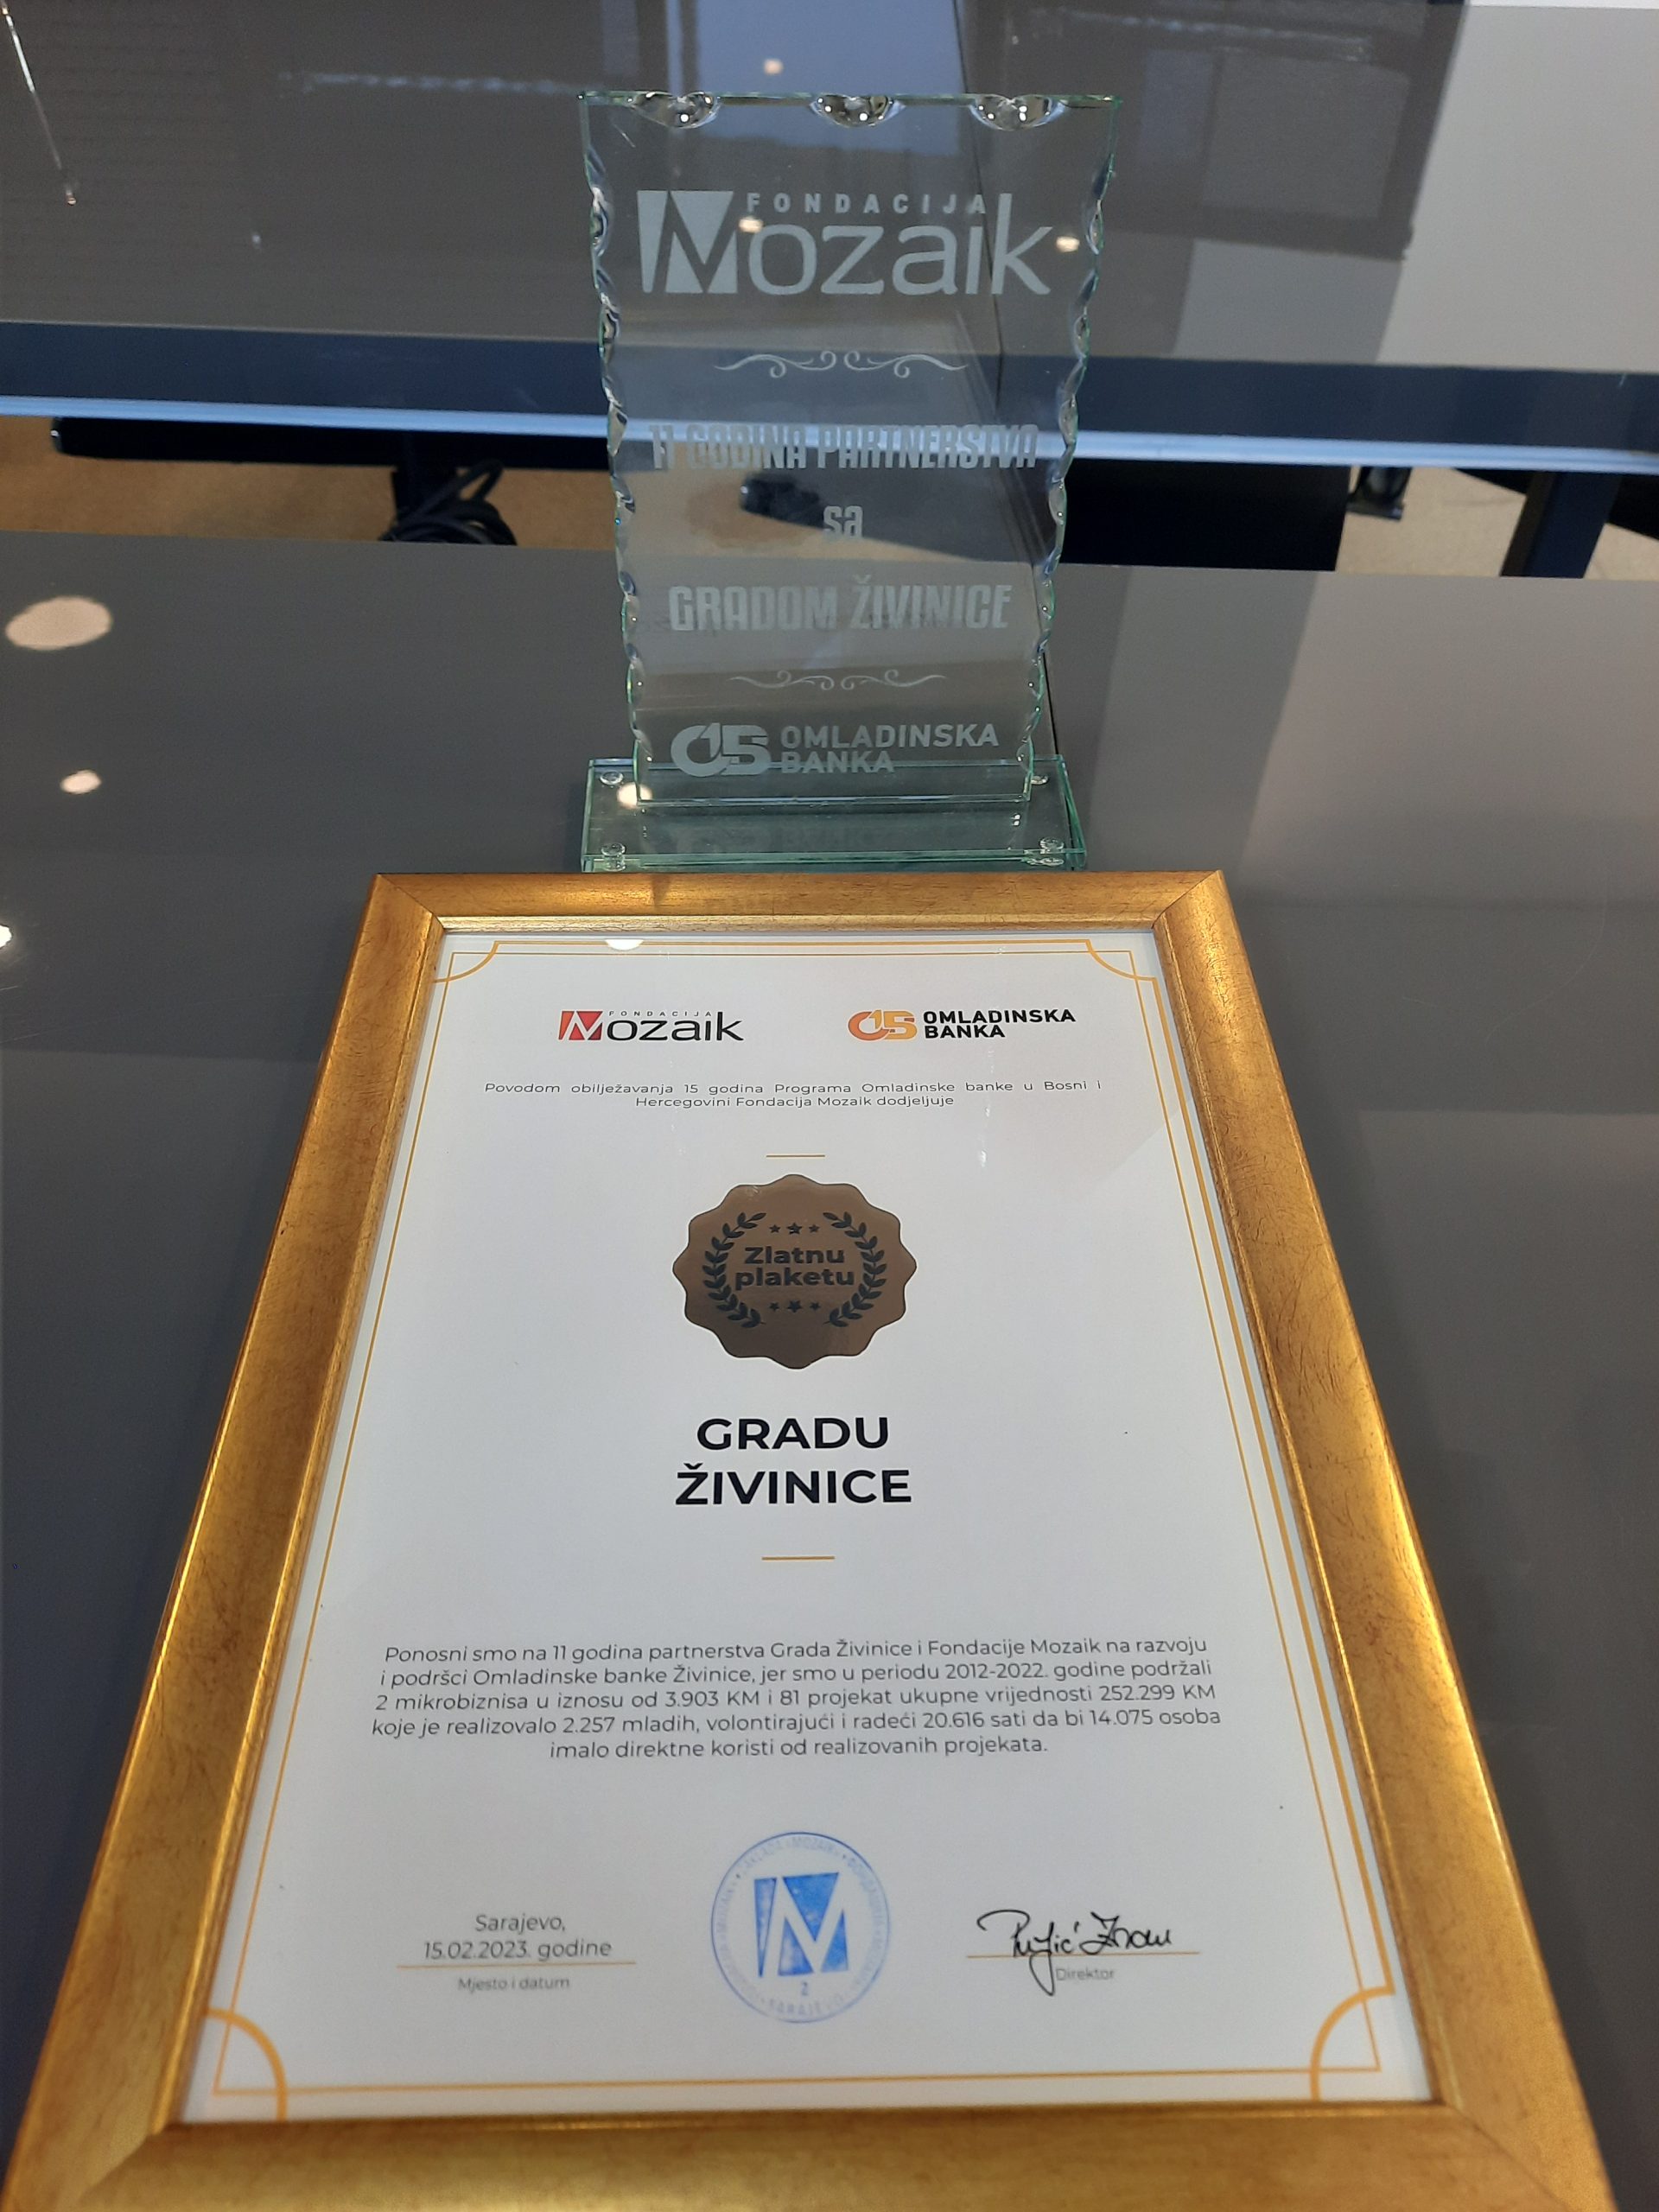 FONDACIJA
Mozaik
11 GODINA PARTNERSTVA
sa
GRADOM ŽIVINICE
15 OMLADINSKA
BANKA
FONDACIJA
Mozaik
15 OMLADINSKA
BANKA
Povodom obilježavanja 15 godina Programa Omladinske banke u Bosni i
Hercegovini Fondacija Mozaik dodjeljuje
Zlatnu
plaketu
GRADU
ŽIVINICE
Ponosni smo na 11 godina partnerstva Grada Živinice i Fondacije Mozaik na razvoju
i podršci Omladinske banke Živinice, jer smo u periodu 2012-2022. godine podržali
2 mikrobiznisa u iznosu od 3.903 KM i 81 projekat ukupne vrijednosti 252.299 KM
koje je realizovalo 2.257 mladih, volontirajući i radeći 20.616 sati da bi 14.075 osoba
imalo direktne koristi od realizovanih projekata.
Sarajevo,
15.02.2023. godine
Mjesto i datum
2
SARAJEVO
Direktor